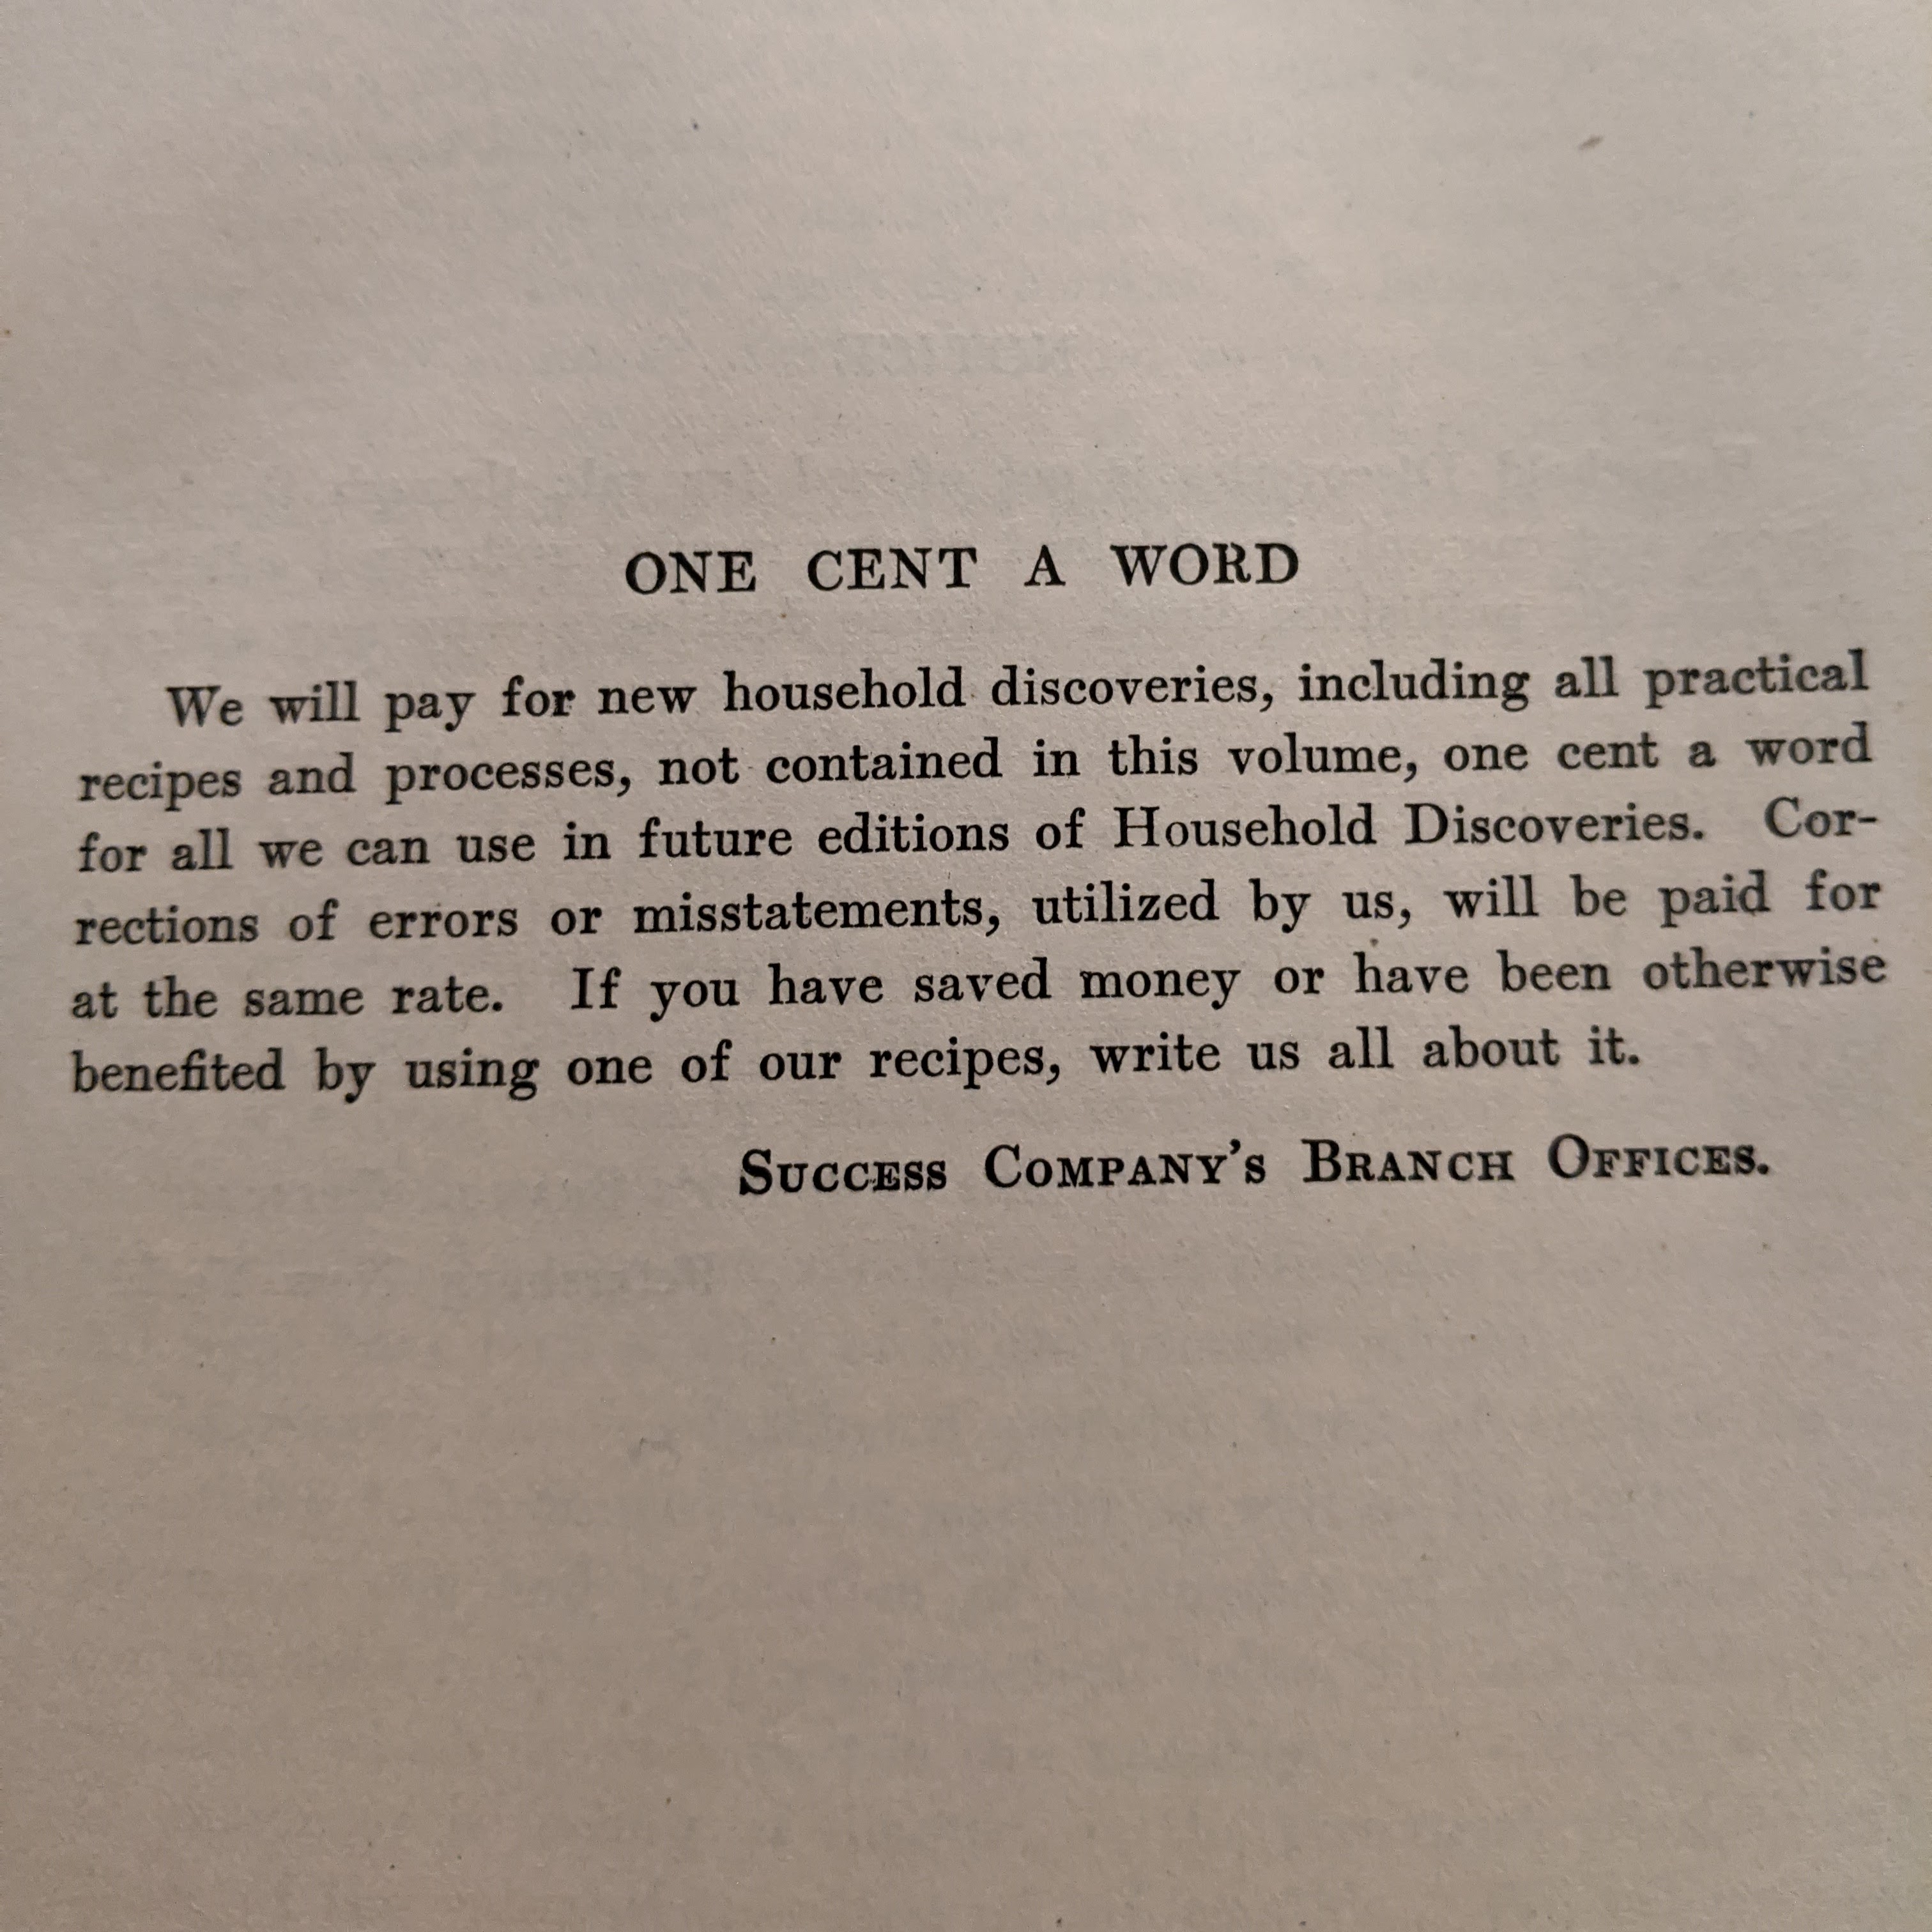 ONE CENT A WORD
We will pay for new household discoveries, including all practical
recipes and processes, not contained in this volume, one cent a word
for all we can use in future editions of Household Discoveries. Cor-
rections of errors or misstatements, utilized by us, will be paid for
at the same rate. If you have saved money or have been otherwise
benefited by using one of our recipes, write us all about it.
SUCCESS COMPANY'S BRANCH OFFICES.